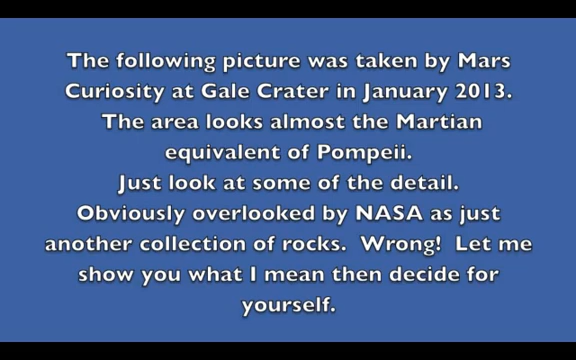 The following picture was taken by Mars
Curiosity at Gale Crater in January 2013.
The area looks almost the Martian
equivalent of Pompeii.
Just look at some of the detail.
Obviously overlooked by NASA as just
another collection of rocks.  Wrong!  Let me
show you what I mean then decide for
yourself.